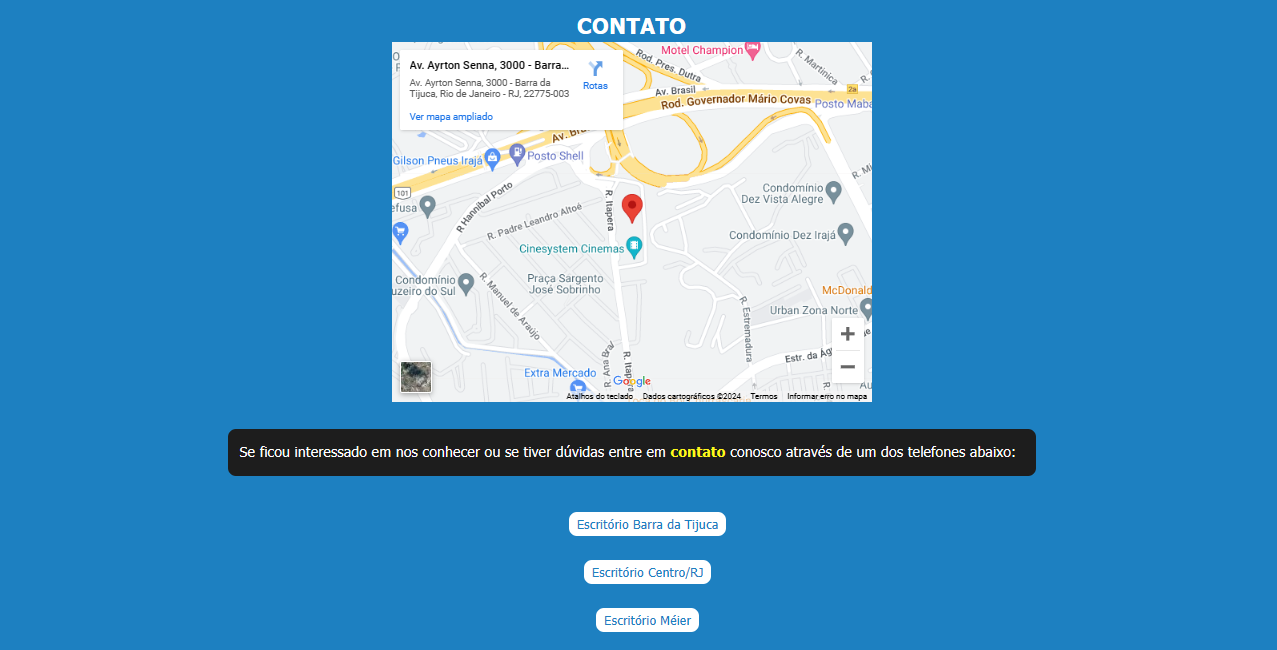 CONTATO
Motel Champion
Av. Ayrton Senna, 3000 - Barra...
Rotas
Av. Ayrton Senna, 3000 - Barra da
Tijuca, Rio de Janeiro - RJ, 22775-003
Ver mapa ampliado
Rod. Pres. Dutra
R. Martinica
Av. Brasil
2a
Rod. Governador Mário Covas
Posto Maba
Av. Bra
Gilson Pneus Irajá
Posto Shell
101
efusa
R Hannibal Porto
R. Itapera
R. Padre Leandro Altoé
Condomínio
Dez Vista Alegre
Condomínio Dez Irajá
Cinesystem Cinemas
Condomínio
uzeiro do Sul
Praça Sargento
José Sobrinho
R. Manuel de Araújo
McDonald
Urban Zona Norte
R. Estremadura
Estr. da Ág
R. Ana Bra
R. Itapera
Extra Mercado
Google
Atalhos do teclado
Dados cartográficos ©2024
Termos
Informar erro no mapa
Se ficou interessado em nos conhecer ou se tiver dúvidas entre em contato conosco através de um dos telefones abaixo:
Escritório Barra da Tijuca
Escritório Centro/RJ
Escritório Méier